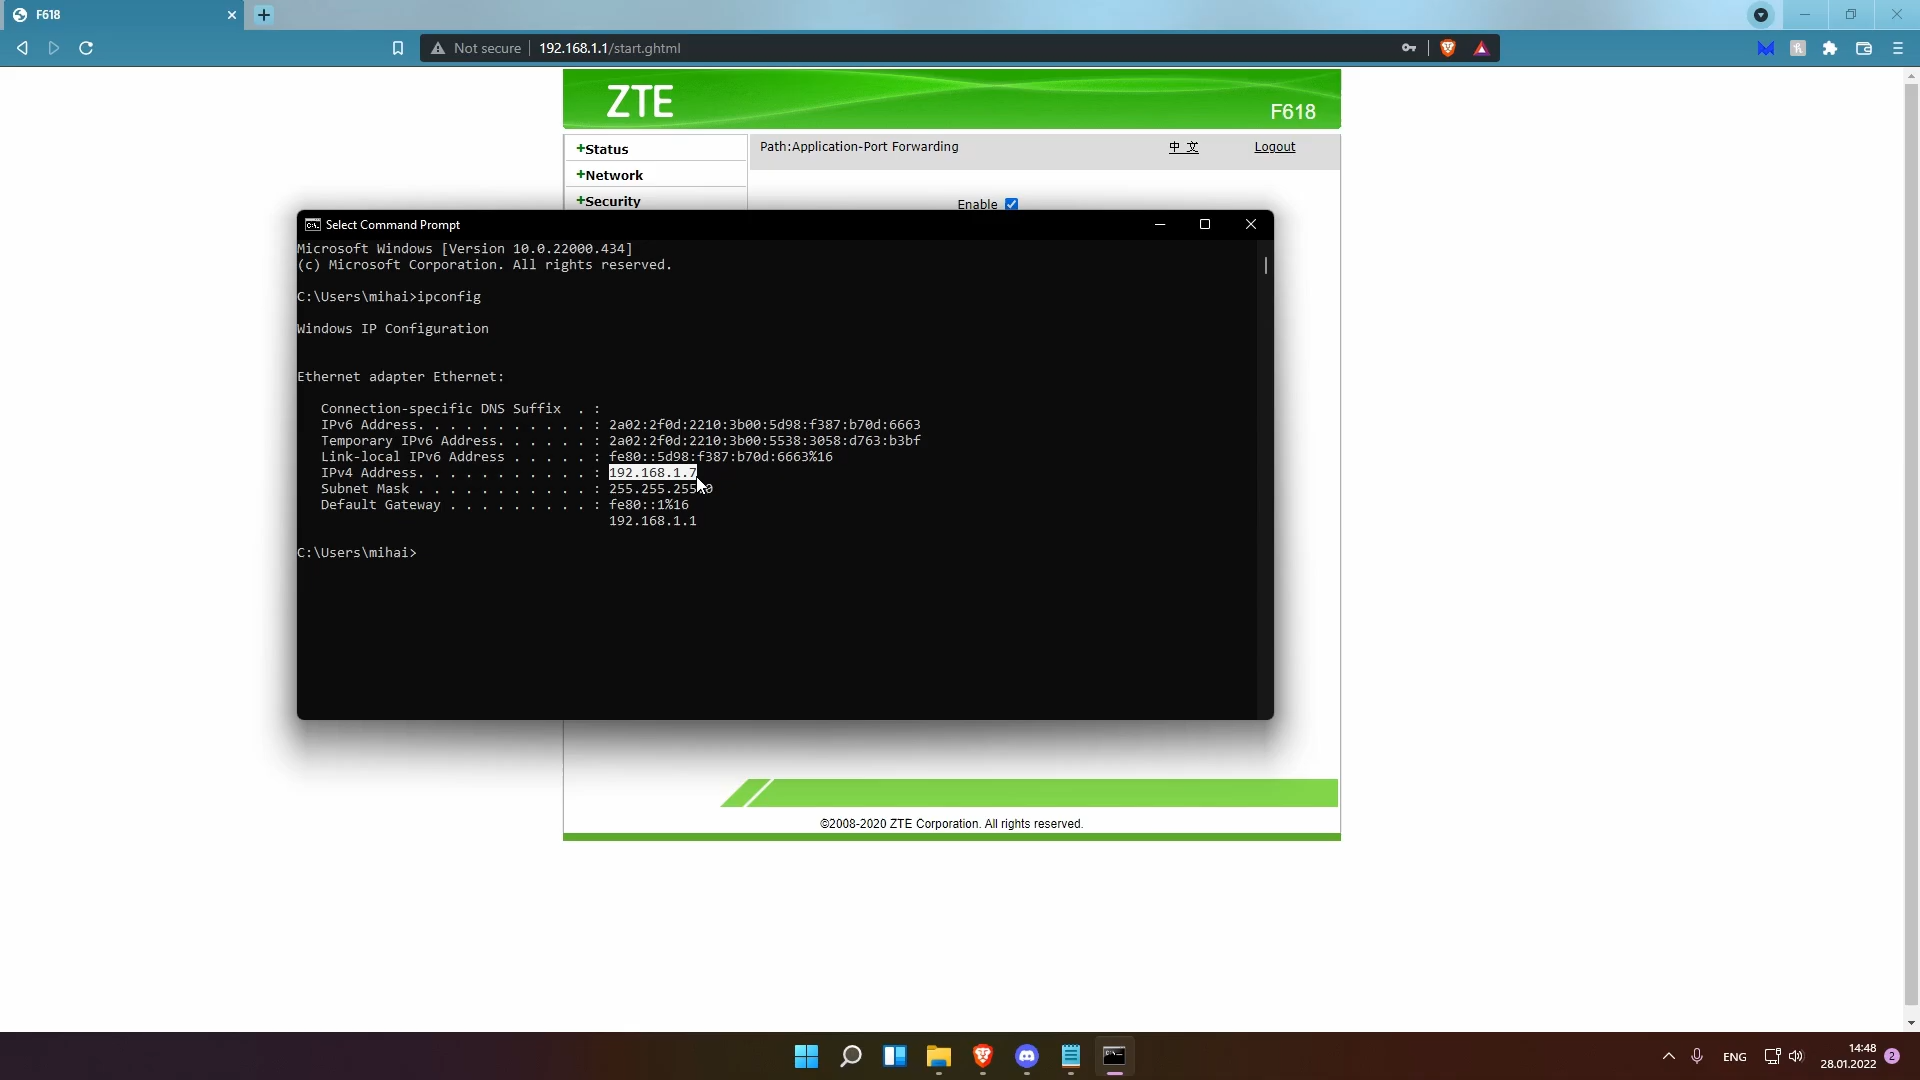 F618
Not secure
192.168.1.1/start.ghtml
ZTE
F618
+Status
Path:Application-Port Forwarding
中 文
Logout
+Network
+Security
Enable
Select Command Prompt
Microsoft Windows [Version 10.0.22000.434]
(c) Microsoft Corporation. All rights reserved.
C:\Users\mihai>ipconfig
Windows IP Configuration
Ethernet adapter Ethernet:
Connection-specific DNS Suffix . :
IPv6 Address. . . . . . . . . . . : 2a02:2f0d:2210:3b00:5d98:f387:b70d:6663
Temporary IPv6 Address. . . . . . : 2a02:2f0d:2210:3b00:5538:3058:d763:b3bf
Link-local IPv6 Address . . . . . : fe80::5d98:f387:b70d:6663%16
IPv4 Address. . . . . . . . . . . : 192.168.1.7
Subnet Mask . . . . . . . . . . . : 255.255.255.0
Default Gateway . . . . . . . . . : fe80::1%16
192.168.1.1
C:\Users\mihai>
©2008-2020 ZTE Corporation. All rights reserved.
ENG
14:48
28.01.2022
2